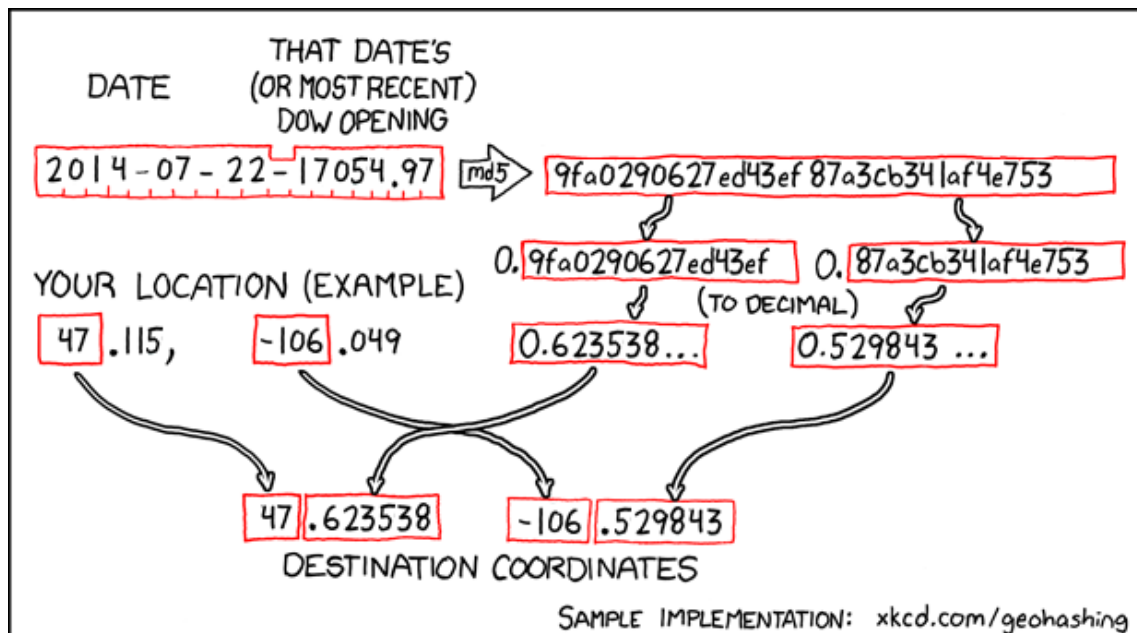 DATE
THAT DATE'S
(OR MOST RECENT)
DOW OPENING
2014-07-22-17054.97
md5
9fa0290627ed43ef87a3cb341af4e753
0.9fa0290627ed43ef
0.87a3cb341af4e753
(TO DECIMAL)
YOUR LOCATION (EXAMPLE)
47.115, -106.049
0.623538...
0.529843...
47.623538 -106.529843
DESTINATION COORDINATES
SAMPLE IMPLEMENTATION: xkcd.com/geohashing